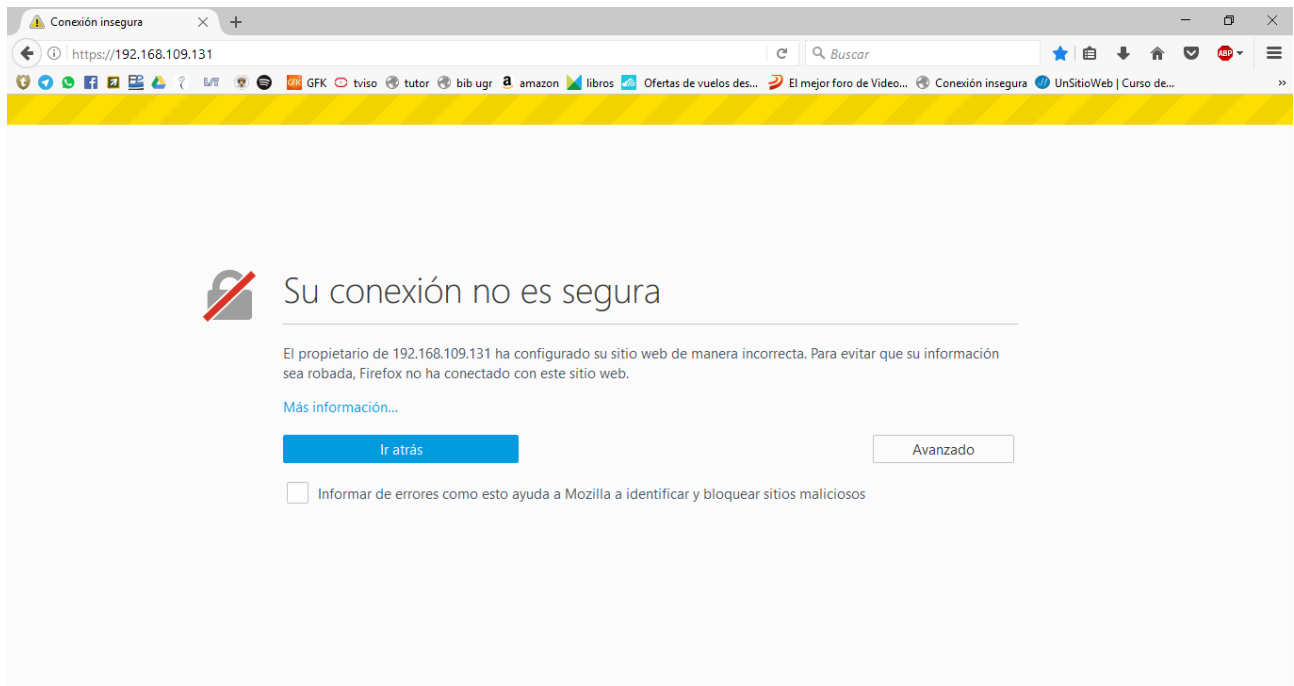 Conexión insegura
https://192.168.109.131
Buscar
ABP
GFK GFK tviso tutor bib ugr a amazon libros Ofertas de vuelos des... El mejor foro de Video... Conexión insegura UnSitioWeb | Curso de... »
Su conexión no es segura
El propietario de 192.168.109.131 ha configurado su sitio web de manera incorrecta. Para evitar que su información
sea robada, Firefox no ha conectado con este sitio web.
Más información...
Ir atrás
Avanzado
Informar de errores como esto ayuda a Mozilla a identificar y bloquear sitios maliciosos